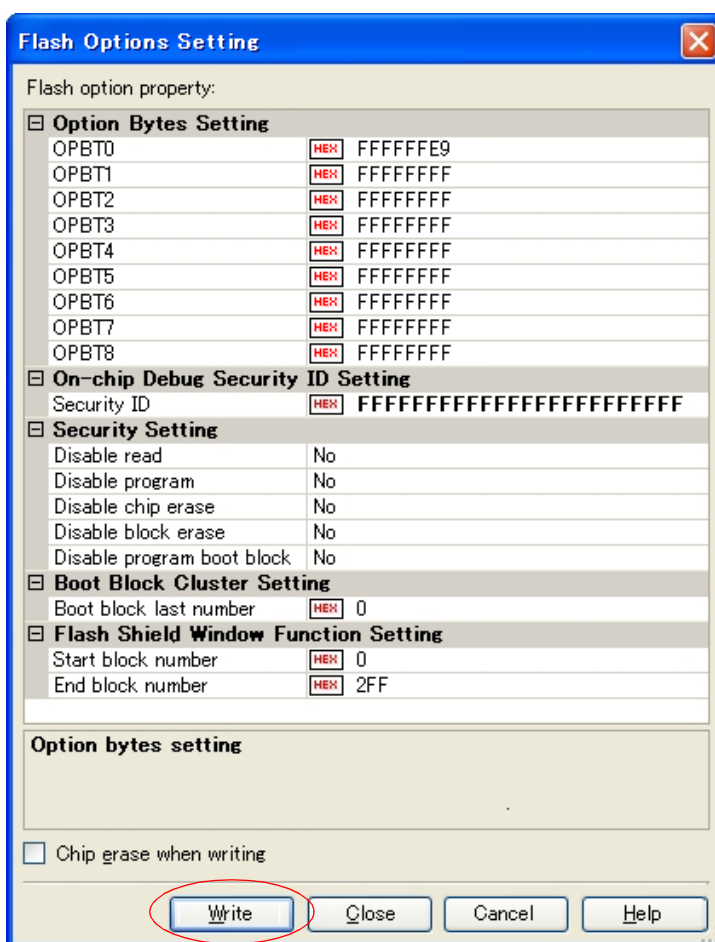 Flash Options Setting
Flash option property:
Option Bytes Setting
OPBT0 HEX FFFFFFE9
OPBT1 HEX FFFFFFFF
OPBT2 HEX FFFFFFFF
OPBT3 HEX FFFFFFFF
OPBT4 HEX FFFFFFFF
OPBT5 HEX FFFFFFFF
OPBT6 HEX FFFFFFFF
OPBT7 HEX FFFFFFFF
OPBT8 HEX FFFFFFFF
On-chip Debug Security ID Setting
Security ID HEX FFFFFFFFFFFFFFFFFFFFFFFF
Security Setting
Disable read No
Disable program No
Disable chip erase No
Disable block erase No
Disable program boot block No
Boot Block Cluster Setting
Boot block last number HEX 0
Flash Shield Window Function Setting
Start block number HEX 0
End block number HEX 2FF
Option bytes setting
Chip erase when writing
Write Close Cancel Help